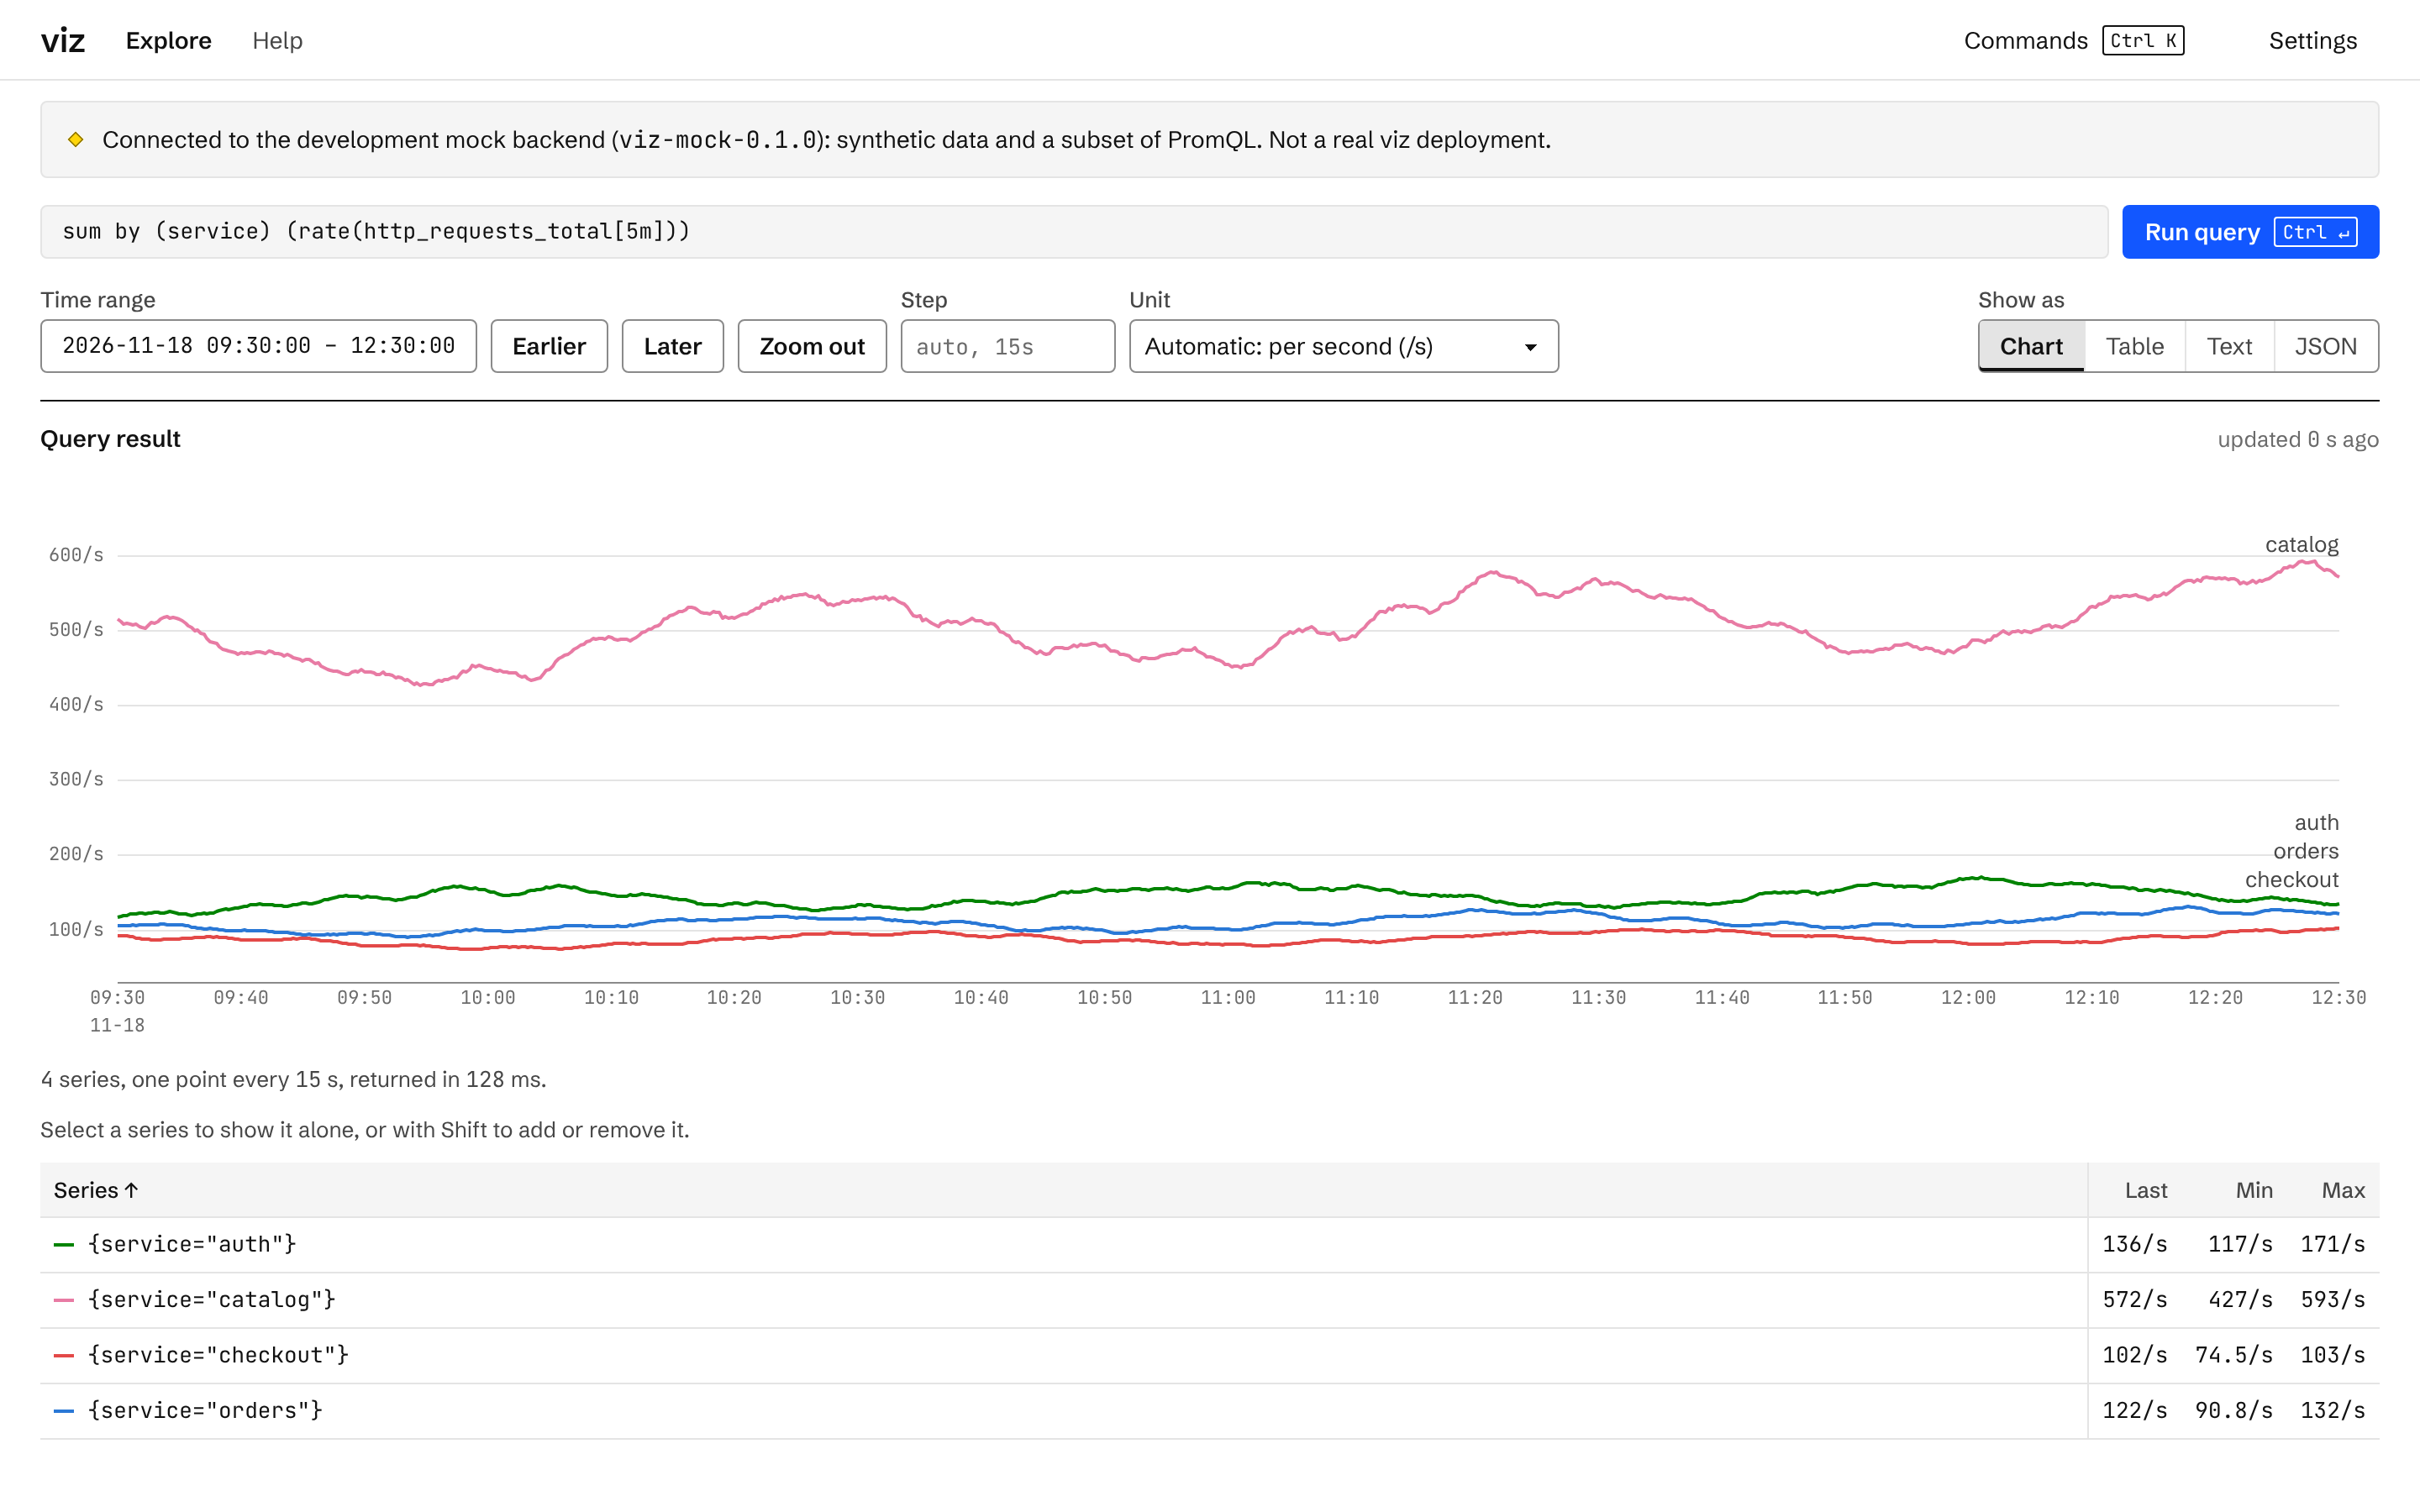 viz Explore Help Commands Ctrl K Settings
Connected to the development mock backend (viz-mock-0.1.0): synthetic data and a subset of PromQL. Not a real viz deployment.
sum by (service) (rate(http_requests_total[5m])) Run query Ctrl ↵
Time range Step Unit Show as
2026-11-18 09:30:00 – 12:30:00 Earlier Later Zoom out auto, 15s Automatic: per second (/s) Chart Table Text JSON
Query result updated 0 s ago
catalog
600/s
500/s
400/s
300/s
auth
200/s orders
checkout
100/s
09:30 09:40 09:50 10:00 10:10 10:20 10:30 10:40 10:50 11:00 11:10 11:20 11:30 11:40 11:50 12:00 12:10 12:20 12:30
11-18
4 series, one point every 15 s, returned in 128 ms.
Select a series to show it alone, or with Shift to add or remove it.
Series ↑ Last Min Max
{service="auth"} 136/s 117/s 171/s
{service="catalog"} 572/s 427/s 593/s
{service="checkout"} 102/s 74.5/s 103/s
{service="orders"} 122/s 90.8/s 132/s